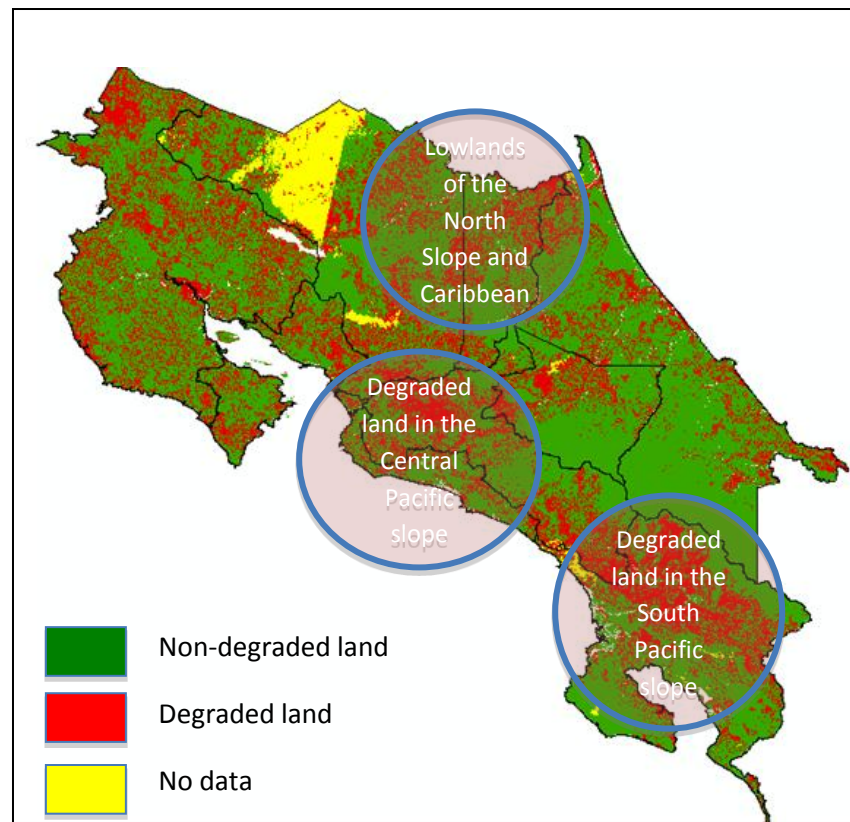 Lowlands
of the
North
Slope and
Caribbean
Degraded
land in the
Central
Pacific
slope
Degraded
land in the
South
Pacific
slope
Non-degraded land
Degraded land
No data